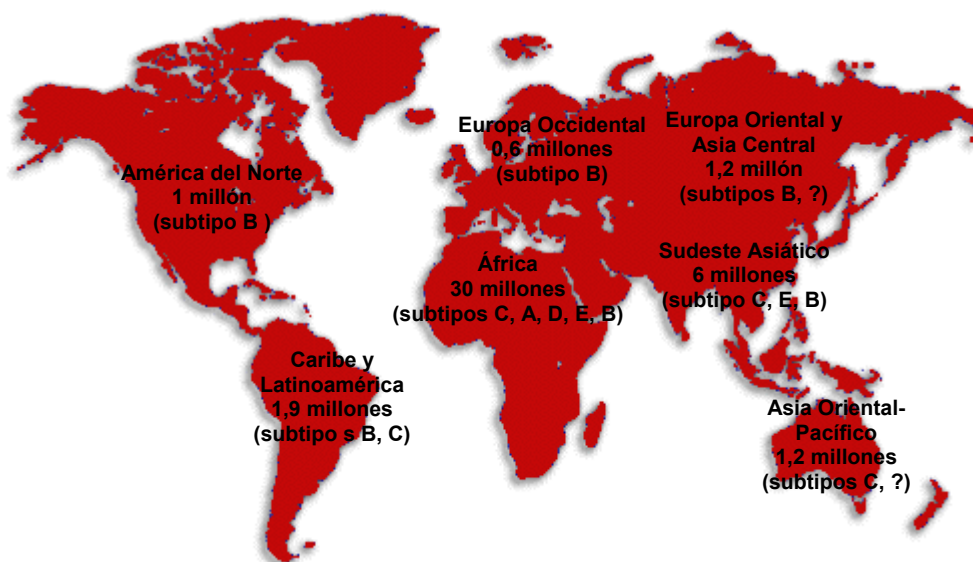 América del Norte
1 millón
(subtipo B )
Europa Occidental
0,6 millones
(subtipo B)
Europa Oriental y
Asia Central
1,2 millón
(subtipos B, ?)
África
30 millones
(subtipos C, A, D, E, B)
Sudeste Asiático
6 millones
(subtipo C, E, B)
Caribe y
Latinoamérica
1,9 millones
(subtipo s B, C)
Asia Oriental-
Pacífico
1,2 millones
(subtipos C, ?)